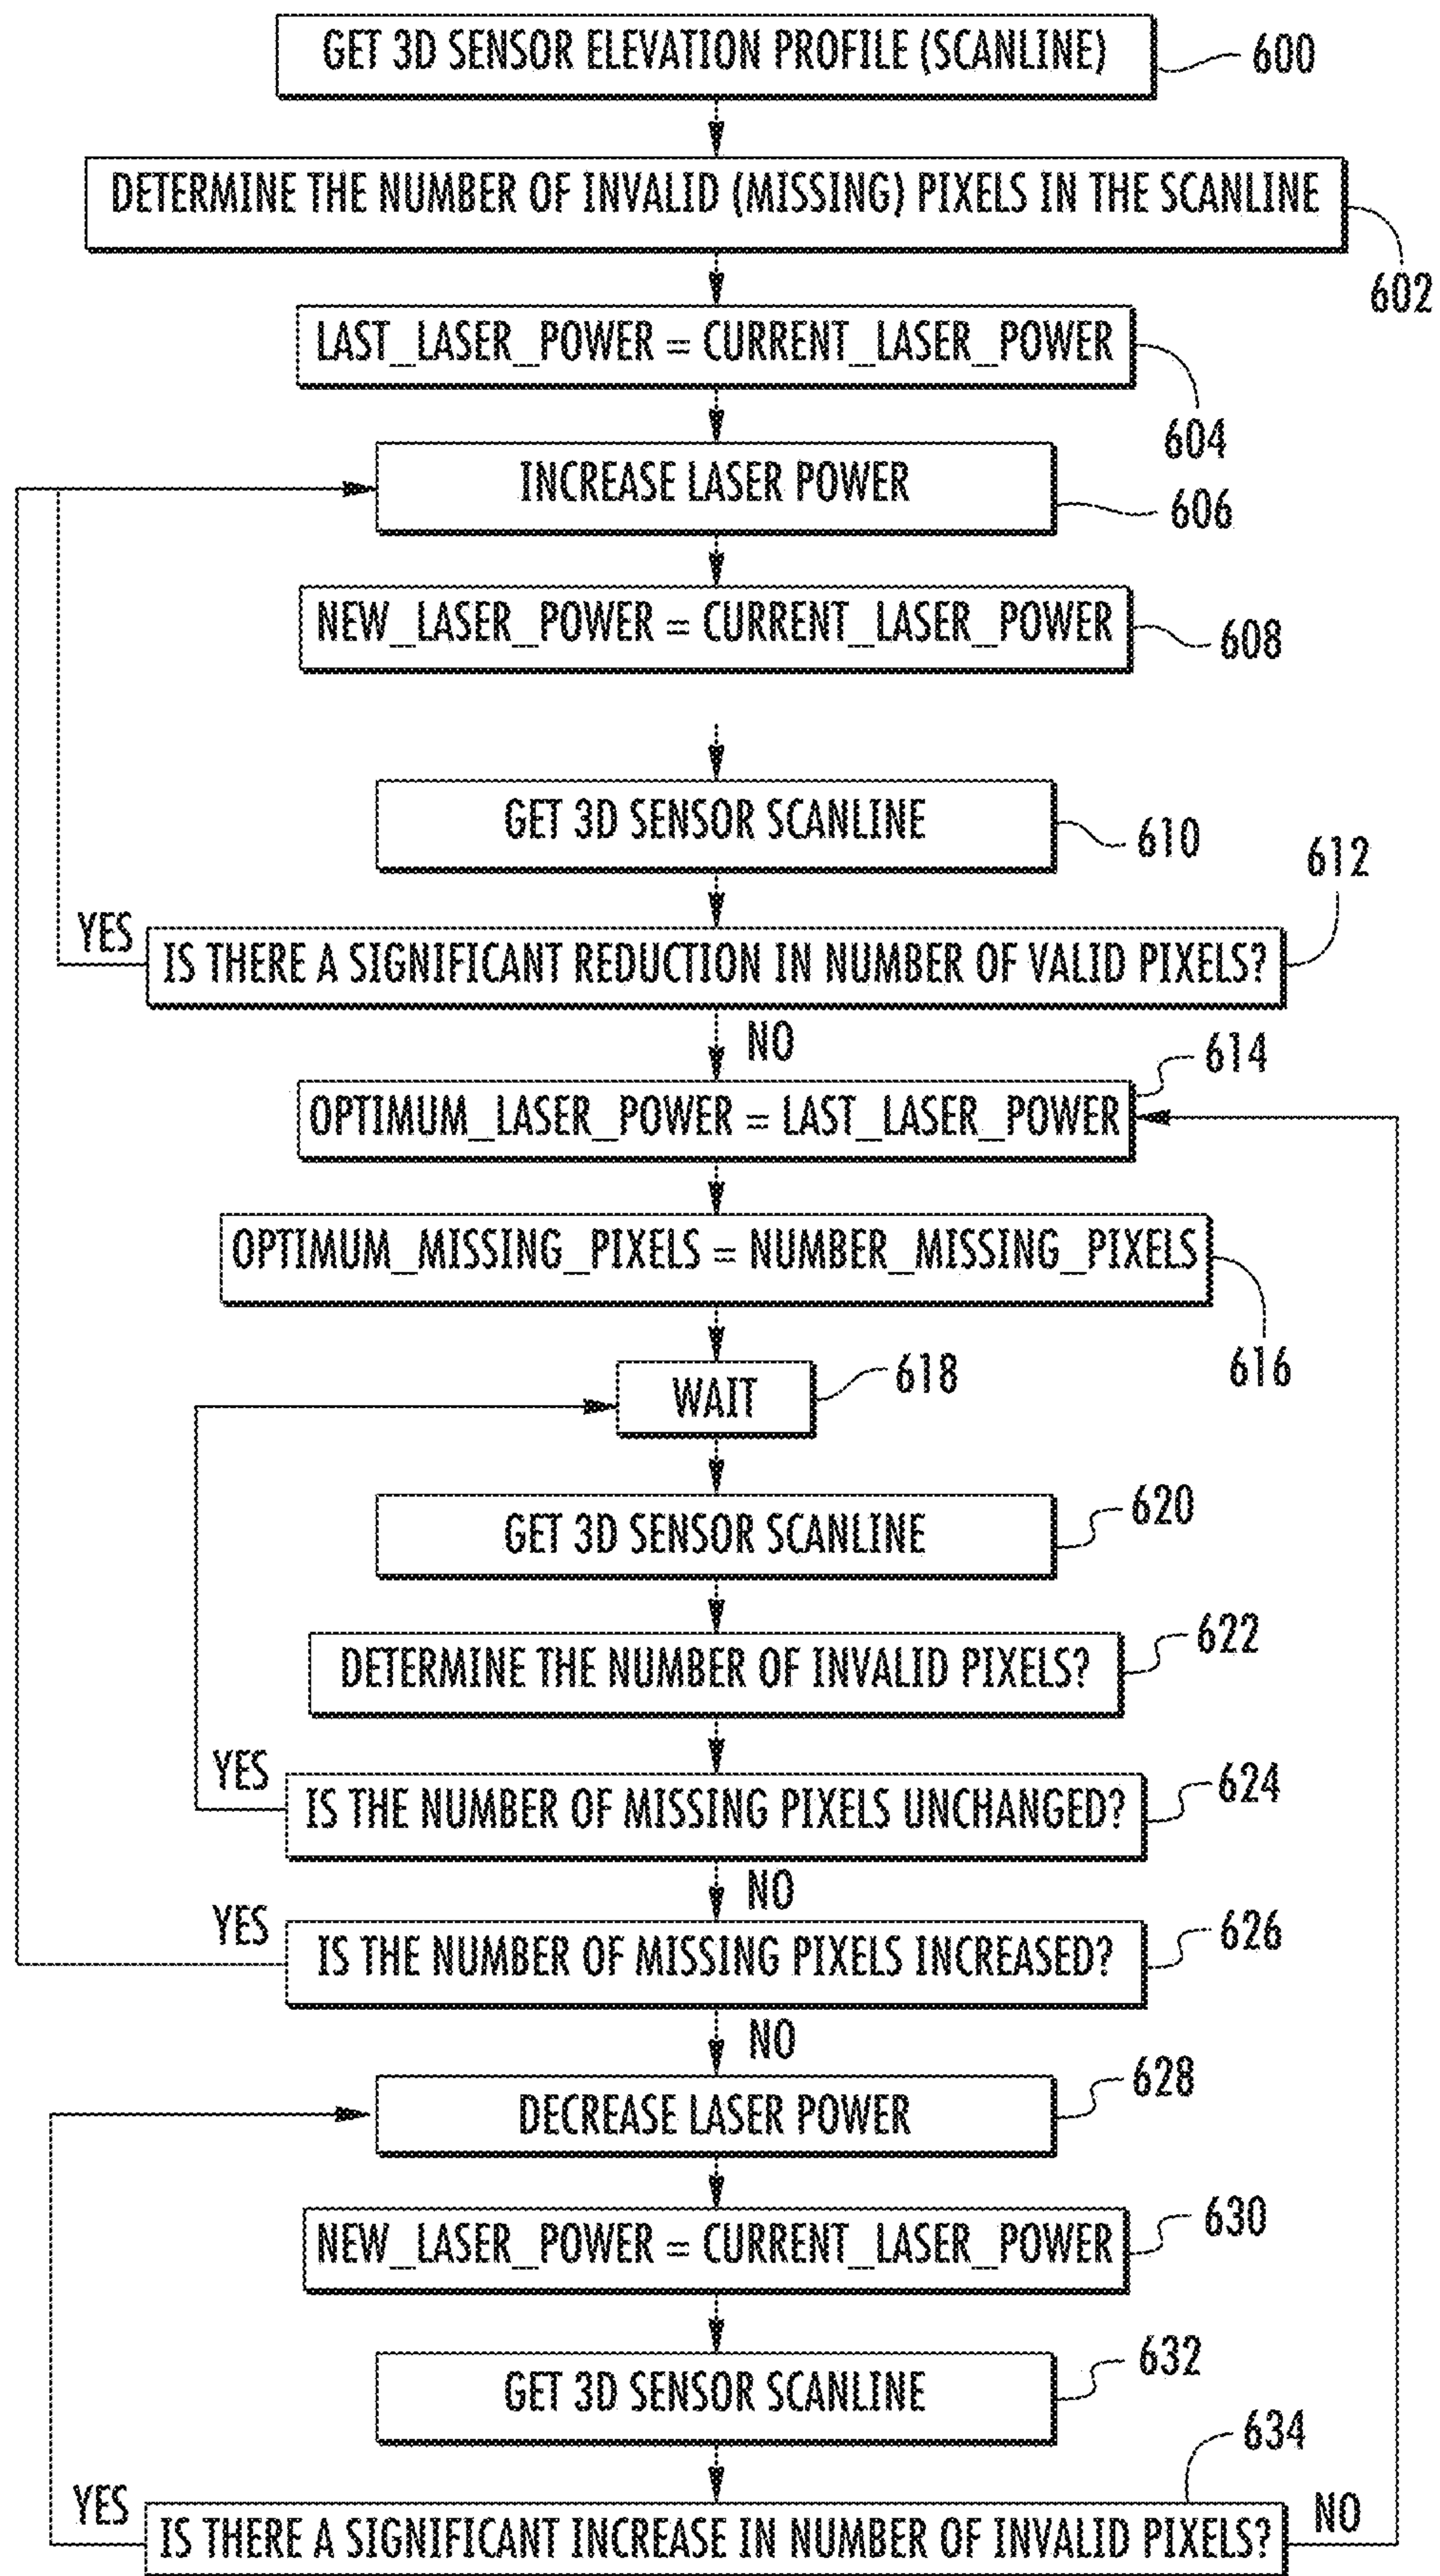 GET 3D SENSOR ELEVATION PROFILE (SCANLINE)
600
DETERMINE THE NUMBER OF INVALID (MISSING) PIXELS IN THE SCANLINE
602
LAST_LASER_POWER = CURRENT_LASER_POWER
604
INCREASE LASER POWER
606
NEW_LASER_POWER = CURRENT_LASER_POWER
608
GET 3D SENSOR SCANLINE
610
612
YES
IS THERE A SIGNIFICANT REDUCTION IN NUMBER OF VALID PIXELS?
NO
614
OPTIMUM_LASER_POWER = LAST_LASER_POWER
OPTIMUM_MISSING_PIXELS = NUMBER_MISSING_PIXELS
616
WAIT
618
GET 3D SENSOR SCANLINE
620
DETERMINE THE NUMBER OF INVALID PIXELS?
622
YES
IS THE NUMBER OF MISSING PIXELS UNCHANGED?
624
NO
YES
IS THE NUMBER OF MISSING PIXELS INCREASED?
626
NO
DECREASE LASER POWER
628
NEW_LASER_POWER = CURRENT_LASER_POWER
630
GET 3D SENSOR SCANLINE
632
634
YES
IS THERE A SIGNIFICANT INCREASE IN NUMBER OF INVALID PIXELS?
NO